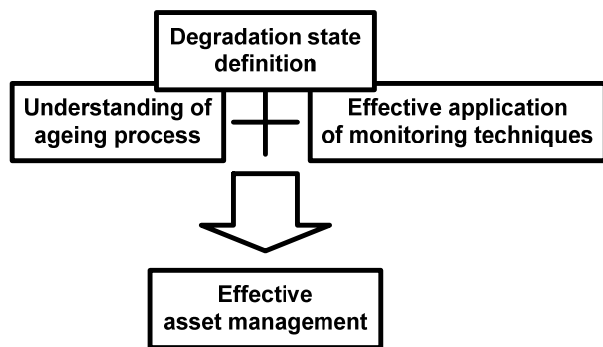 Degradation state
definition
Understanding of
ageing process
Effective application
of monitoring techniques
Effective
asset management